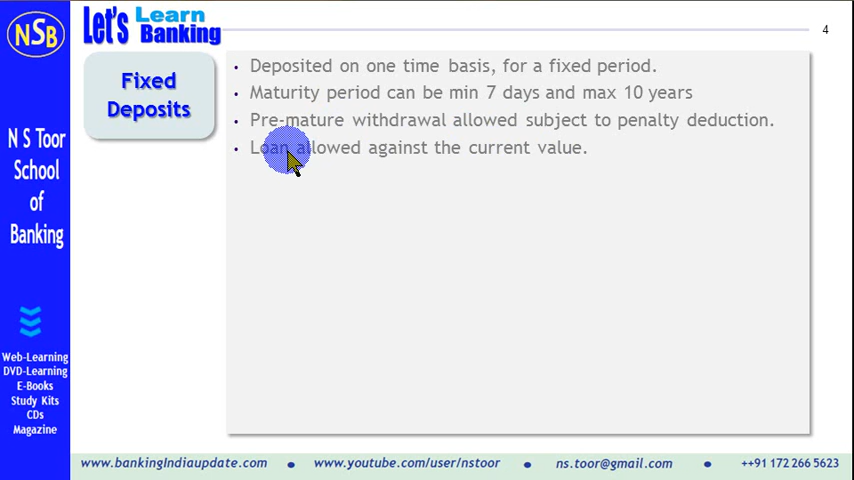 NSB
Let's Learn
Banking
4
Fixed
Deposits
• Deposited on one time basis, for a fixed period.
• Maturity period can be min 7 days and max 10 years
• Pre-mature withdrawal allowed subject to penalty deduction.
• Loan allowed against the current value.
N S Toor
School
of
Banking
Web-Learning
DVD-Learning
E-Books
Study Kits
CDs
Magazine
www.bankingIndiaupdate.com • www.youtube.com/user/nstoor • ns.toor@gmail.com • ++91 172 266 5623